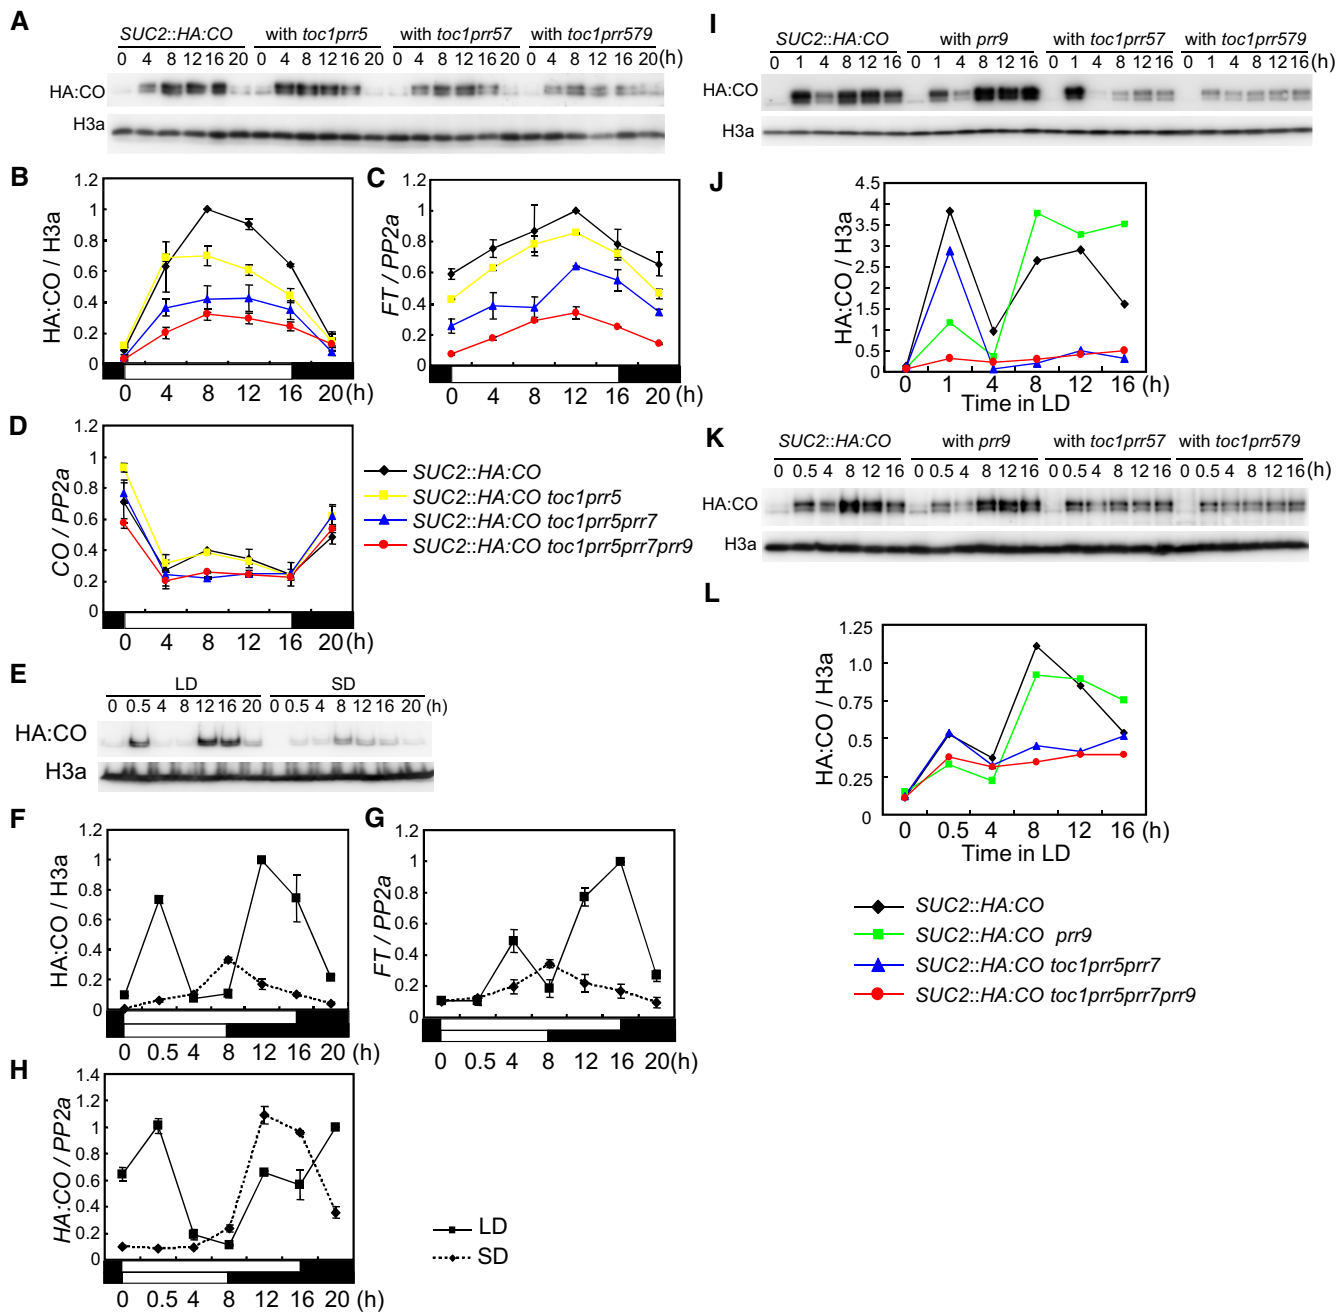 A
SUC2::HA:CO with toc1prr5 with toc1prr57 with toc1prr579
0 4 8 12 16 20 0 4 8 12 16 20 0 4 8 12 16 20 0 4 8 12 16 20 (h)
HA:CO
H3a
B
HA:CO / H3a
1.2
1
0.8
0.6
0.4
0.2
0
0 4 8 12 16 20 (h)
C
FT / PP2a
1.2
1
0.8
0.6
0.4
0.2
0
0 4 8 12 16 20 (h)
D
CO / PP2a
1.2
1
0.8
0.6
0.4
0.2
0
0 4 8 12 16 20 (h)
SUC2::HA:CO
SUC2::HA:CO toc1prr5
SUC2::HA:CO toc1prr5prr7
SUC2::HA:CO toc1prr5prr7prr9
E
LD SD
0 0.5 4 8 12 16 20 0 0.5 4 8 12 16 20 (h)
HA:CO
H3a
F
HA:CO / H3a
1.2
1
0.8
0.6
0.4
0.2
0
0 0.5 4 8 12 16 20 (h)
G
FT / PP2a
1.2
1
0.8
0.6
0.4
0.2
0
0 0.5 4 8 12 16 20 (h)
H
HA:CO / PP2a
1.4
1.2
1
0.8
0.6
0.4
0.2
0
0 0.5 4 8 12 16 20 (h)
LD
SD
I
SUC2::HA:CO with prr9 with toc1prr57 with toc1prr579
0 1 4 8 12 16 0 1 4 8 12 16 0 1 4 8 12 16 0 1 4 8 12 16 (h)
HA:CO
H3a
J
HA:CO / H3a
4.5
4
3.5
3
2.5
2
1.5
1
0.5
0
0 1 4 8 12 16 (h)
Time in LD
K
SUC2::HA:CO with prr9 with toc1prr57 with toc1prr579
0 0.5 4 8 12 16 0 0.5 4 8 12 16 0 0.5 4 8 12 16 0 0.5 4 8 12 16 (h)
HA:CO
H3a
L
HA:CO / H3a
1.25
1.0
0.75
0.5
0.25
0
0 0.5 4 8 12 16 (h)
Time in LD
SUC2::HA:CO
SUC2::HA:CO prr9
SUC2::HA:CO toc1prr5prr7
SUC2::HA:CO toc1prr5prr7prr9